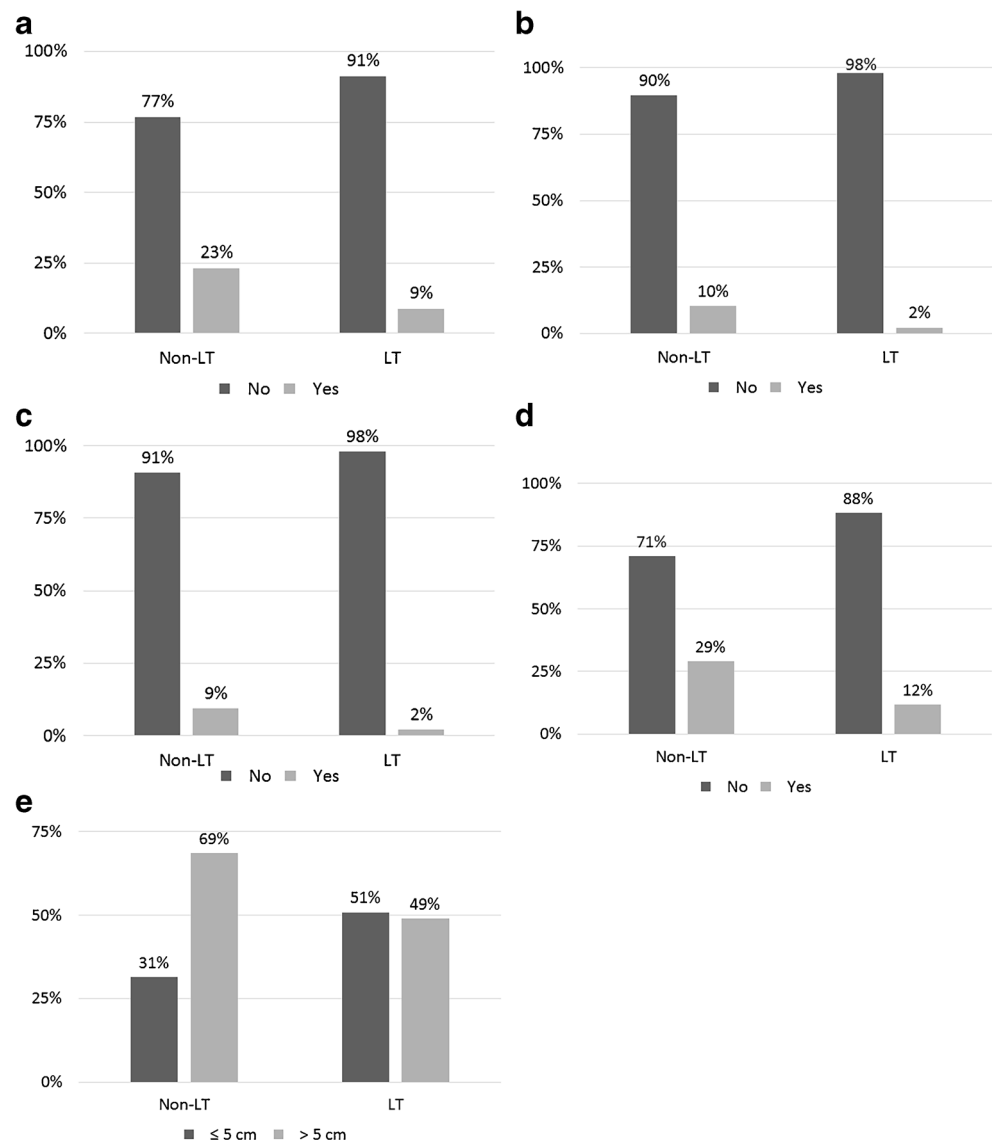 a
100%
91%
77%
75%
50%
23%
25%
9%
0%
Non-LT LT
No Yes
b
100%
98%
90%
75%
50%
25%
10%
2%
0%
Non-LT LT
No Yes
c
100%
98%
91%
75%
50%
25%
9%
2%
0%
Non-LT LT
No Yes
d
100%
88%
71%
75%
50%
29%
25%
12%
0%
Non-LT LT
No Yes
e
75%
69%
51% 49%
50%
31%
25%
0%
Non-LT LT
≤ 5 cm > 5 cm